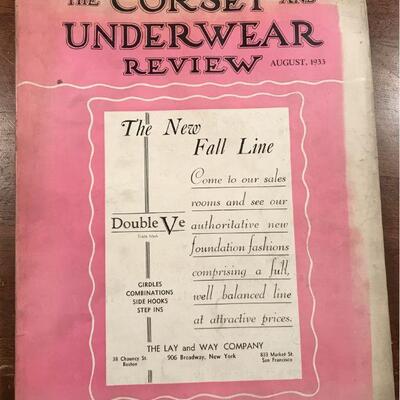 THE CORSET AND
UNDERWEAR
REVIEW AUGUST, 1933
The New
Fall Line
Come to our sales
rooms and see our
authoritative new
foundation fashions
comprising a full,
well balanced line
at attractive prices.
Double Ve
Trade Mark
GIRDLES
COMBINATIONS
SIDE HOOKS
STEP INS
THE LAY and WAY COMPANY
38 Chauncy St. 906 Broadway, New York 833 Market St.
Boston San Francisco